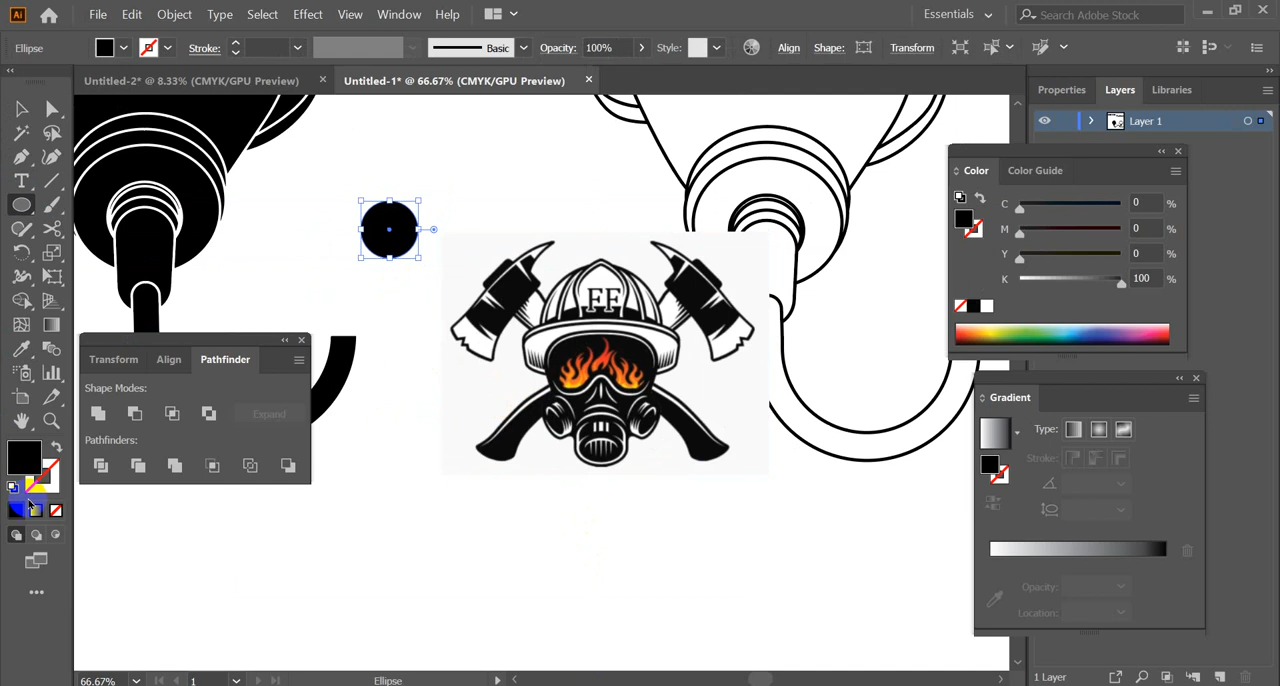 Ai File Edit Object Type Select Effect View Window Help Essentials Search Adobe Stock
Ellipse Stroke: Basic Opacity: 100% Style: Align Shape: Transform
Untitled-2* @ 8.33% (CMYK/GPU Preview) Untitled-1* @ 66.67% (CMYK/GPU Preview)
Properties Layers Libraries
Layer 1
Color Color Guide
C 0 %
M 0 %
Y 0 %
K 100 %
FF
Transform Align Pathfinder
Shape Modes:
Expand
Pathfinders:
Gradient
Type:
Stroke:
Opacity:
Location:
66.67% 1 Ellipse 1 Layer